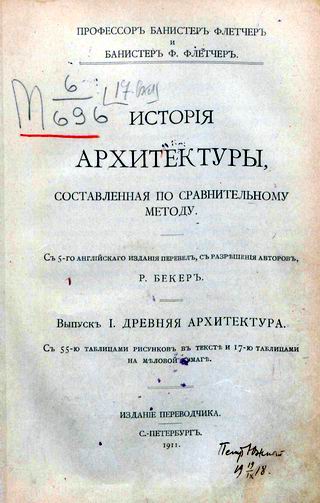 ПРОФЕССОРЪ БАНИСТЕРЪ ФЛЕТЧЕРЪ
И
БАНИСТЕРЪ Ф. ФЛЕТЧЕРЪ.
6
696
ИСТОРІЯ
АРХИТЕКТУРЫ,
СОСТАВЛЕННАЯ ПО СРАВНИТЕЛЬНОМУ
МЕТОДУ.
Съ 5-го англійскаго изданія перевелъ, съ разрѣшенія авторовъ,
Р. БЕКЕРЪ.
Выпускъ I. ДРЕВНЯЯ АРХИТЕКТУРА.
Съ 55-ю таблицами рисунковъ въ текстѣ и 17-ю таблицами
на мѣловой бумагѣ.
ИЗДАНІЕ ПЕРЕВОДЧИКА.
С.-ПЕТЕРБУРГЪ.
1911.